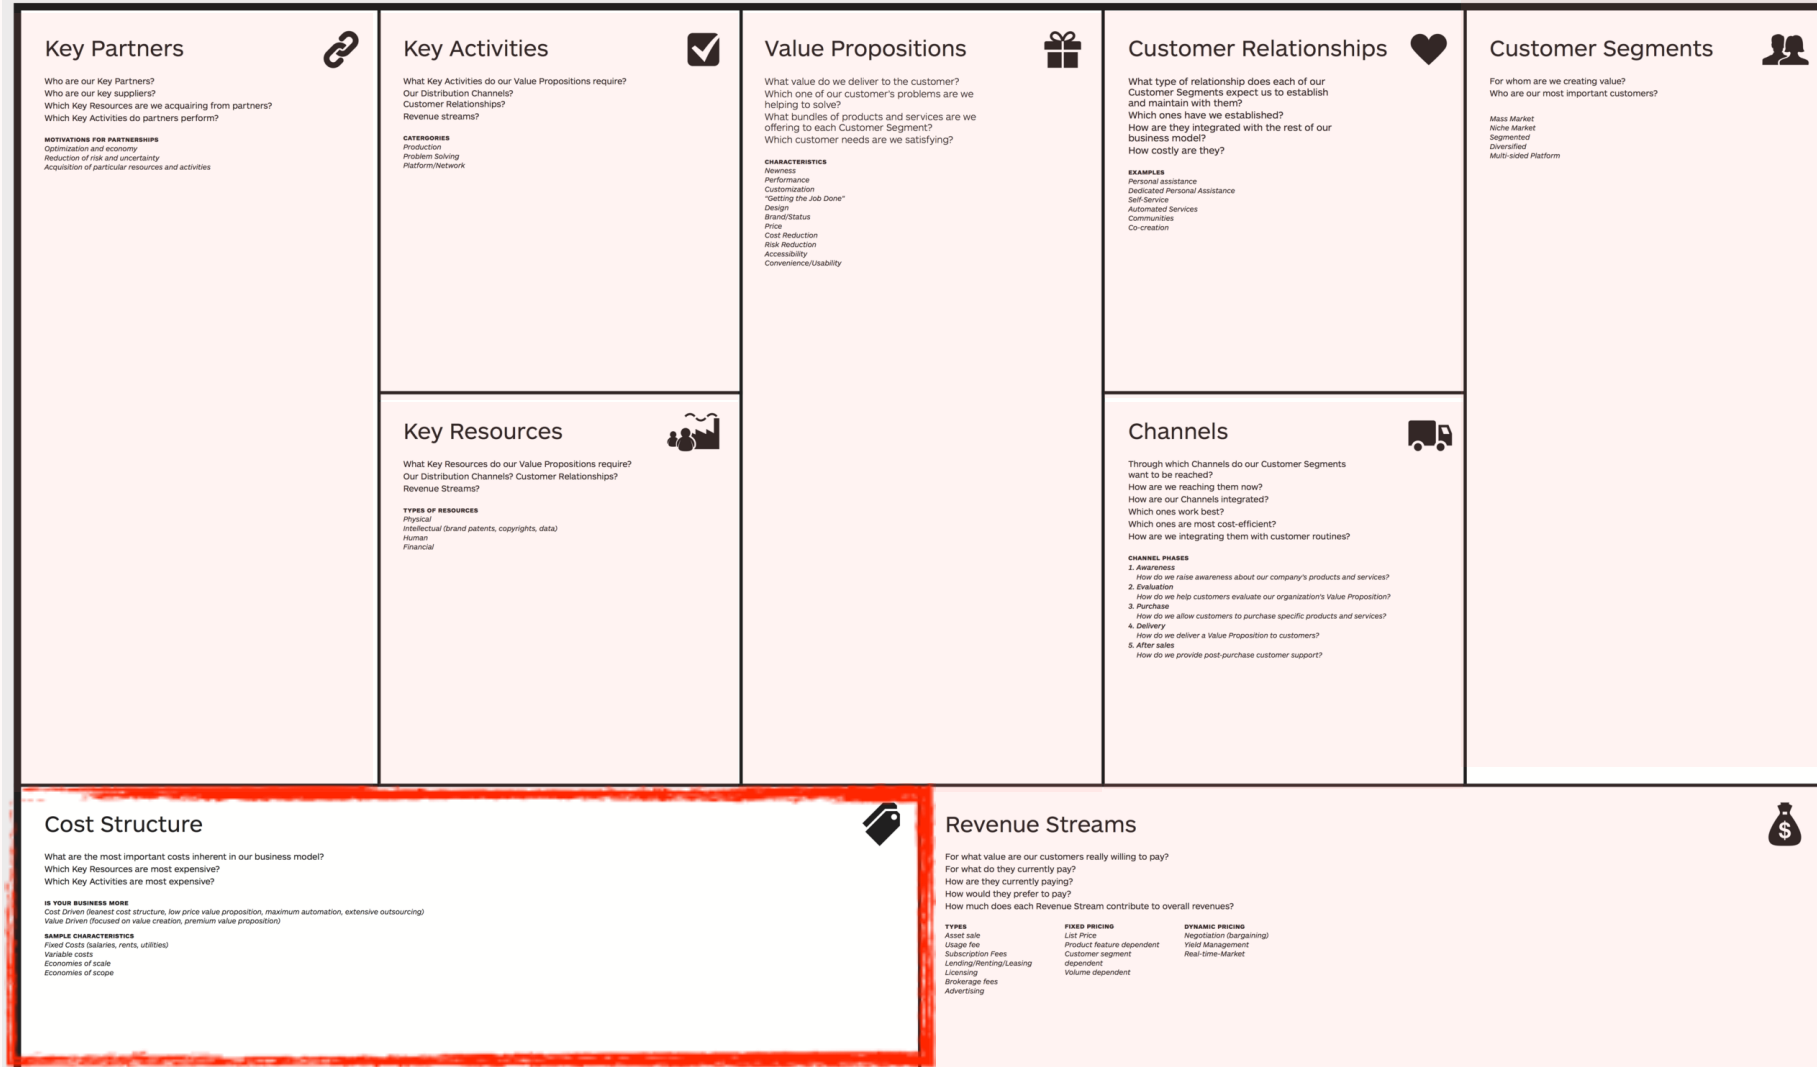 Key Partners
Who are our Key Partners?
Who are our key suppliers?
Which Key Resources are we acquairing from partners?
Which Key Activities do partners perform?
MOTIVATIONS FOR PARTNERSHIPS
Optimization and economy
Reduction of risk and uncertainty
Acquisition of particular resources and activities
Key Activities
What Key Activities do our Value Propositions require?
Our Distribution Channels?
Customer Relationships?
Revenue streams?
CATERGORIES
Production
Problem Solving
Platform/Network
Key Resources
What Key Resources do our Value Propositions require?
Our Distribution Channels? Customer Relationships?
Revenue Streams?
TYPES OF RESOURCES
Physical
Intellectual (brand patents, copyrights, data)
Human
Financial
Value Propositions
What value do we deliver to the customer?
Which one of our customer's problems are we
helping to solve?
What bundles of products and services are we
offering to each Customer Segment?
Which customer needs are we satisfying?
CHARACTERISTICS
Newness
Performance
Customization
"Getting the Job Done"
Design
Brand/Status
Price
Cost Reduction
Risk Reduction
Accessibility
Convenience/Usability
Customer Relationships
What type of relationship does each of our
Customer Segments expect us to establish
and maintain with them?
Which ones have we established?
How are they integrated with the rest of our
business model?
How costly are they?
EXAMPLES
Personal assistance
Dedicated Personal Assistance
Self-Service
Automated Services
Communities
Co-creation
Channels
Through which Channels do our Customer Segments
want to be reached?
How are we reaching them now?
How are our Channels integrated?
Which ones work best?
Which ones are most cost-efficient?
How are we integrating them with customer routines?
CHANNEL PHASES
1. Awareness
How do we raise awareness about our company's products and services?
2. Evaluation
How do we help customers evaluate our organization's Value Proposition?
3. Purchase
How do we allow customers to purchase specific products and services?
4. Delivery
How do we deliver a Value Proposition to customers?
5. After sales
How do we provide post-purchase customer support?
Customer Segments
For whom are we creating value?
Who are our most important customers?
Mass Market
Niche Market
Segmented
Diversified
Multi-sided Platform
Cost Structure
What are the most important costs inherent in our business model?
Which Key Resources are most expensive?
Which Key Activities are most expensive?
IS YOUR BUSINESS MORE
Cost Driven (leanest cost structure, low price value proposition, maximum automation, extensive outsourcing)
Value Driven (focused on value creation, premium value proposition)
SAMPLE CHARACTERISTICS
Fixed Costs (salaries, rents, utilities)
Variable costs
Economies of scale
Economies of scope
Revenue Streams
$
For what value are our customers really willing to pay?
For what do they currently pay?
How are they currently paying?
How would they prefer to pay?
How much does each Revenue Stream contribute to overall revenues?
TYPES
Asset sale
Usage fee
Subscription Fees
Lending/Renting/Leasing
Licensing
Brokerage fees
Advertising
FIXED PRICING
List Price
Product feature dependent
Customer segment
dependent
Volume dependent
DYNAMIC PRICING
Negotiation (bargaining)
Yield Management
Real-time-Market